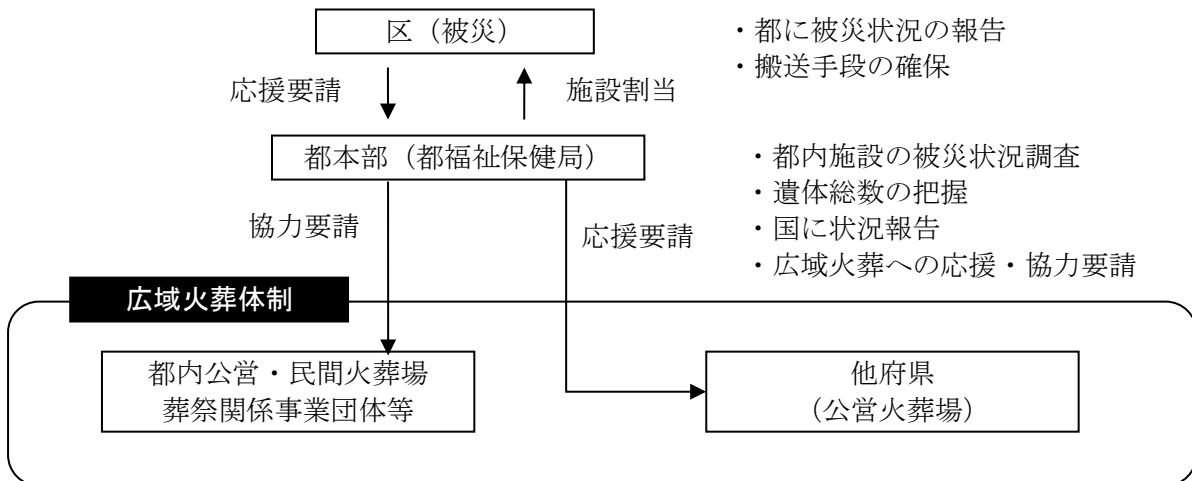 区（被災）
・都に被災状況の報告
・搬送手段の確保
応援要請
施設割当
都本部（都福祉保健局）
・都内施設の被災状況調査
・遺体総数の把握
・国に状況報告
・広域火葬への応援・協力要請
協力要請
応援要請
広域火葬体制
都内公営・民間火葬場
葬祭関係事業団体等
他府県
（公営火葬場）